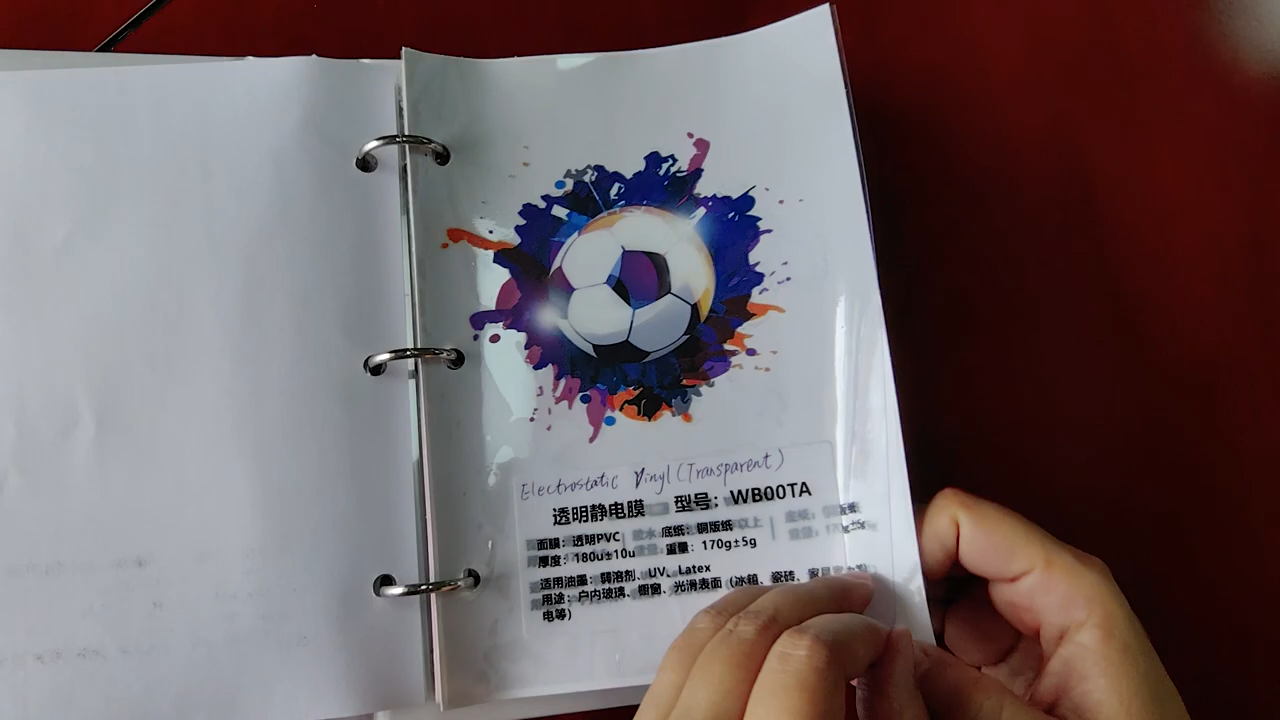 Electrostatic Vinyl (Transparent)
透明静电膜 型号：WB00TA
面膜：透明PVC 底纸：铜版纸
厚度：180u±10u 重量：170g±5g
适用油墨：弱溶剂、UV、Latex
用途：户内玻璃、橱窗、光滑表面（冰箱、瓷砖、家具
电等）